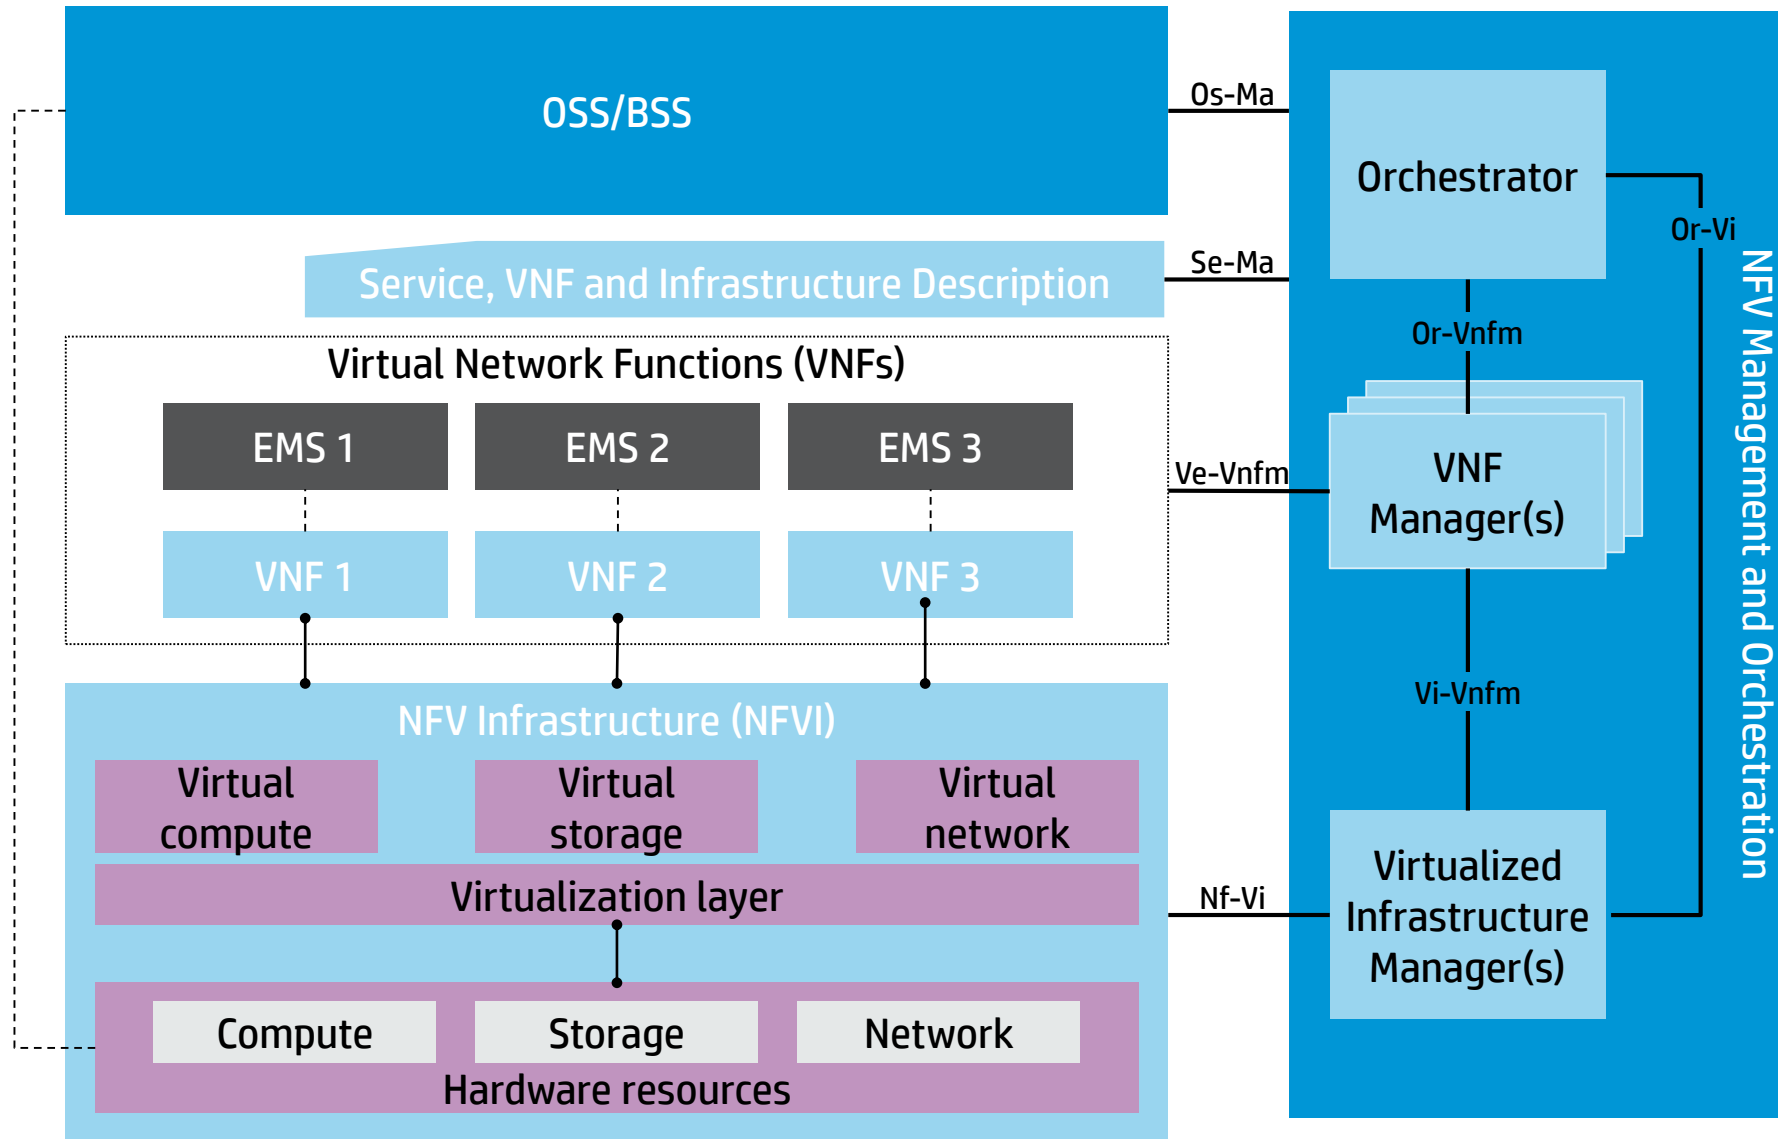 OSS/BSS
Os-Ma
Orchestrator
Or-Vi
Service, VNF and Infrastructure Description
Se-Ma
Or-Vnfm
Virtual Network Functions (VNFs)
EMS 1
EMS 2
EMS 3
VNF 1
VNF 2
VNF 3
Ve-Vnfm
VNF
Manager(s)
Vi-Vnfm
NFV Management and Orchestration
NFV Infrastructure (NFVI)
Virtual
compute
Virtual
storage
Virtual
network
Virtualization layer
Nf-Vi
Virtualized
Infrastructure
Manager(s)
Compute
Storage
Network
Hardware resources